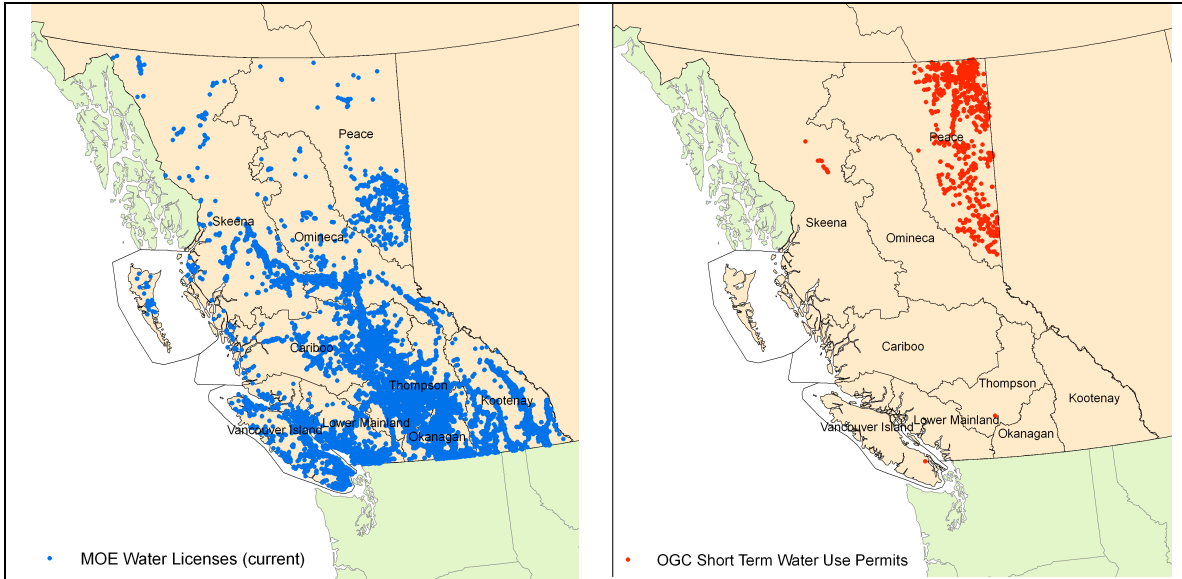 Peace
Skeena
Omineca
Cariboo
Thompson
Kootenay
Lower Mainland
Vancouver Island
Okanagan
MOE Water Licenses (current)
Peace
Skeena
Omineca
Cariboo
Thompson
Kootenay
Lower Mainland
Vancouver Island
Okanagan
OGC Short Term Water Use Permits